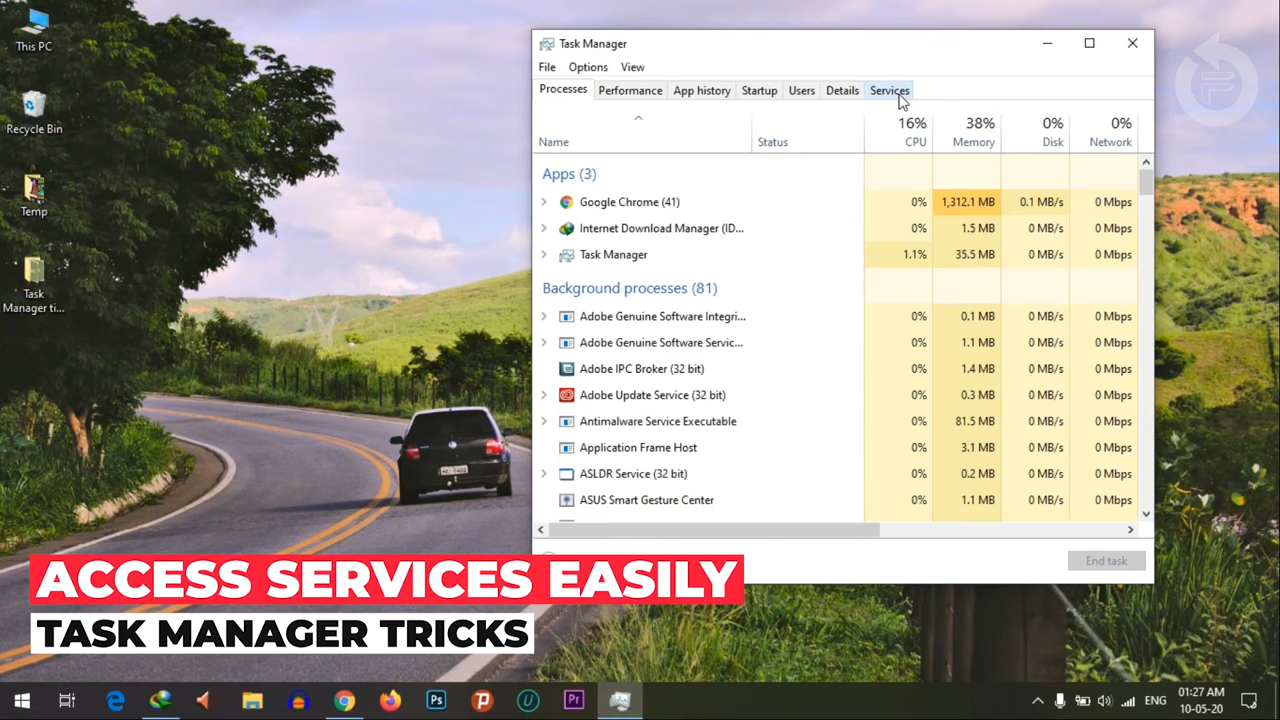 This PC
Recycle Bin
Temp
Task
Manager ti...
Task Manager
File Options View
Processes Performance App history Startup Users Details Services
16% 38% 0% 0%
Name Status CPU Memory Disk Network
Apps (3)
Google Chrome (41) 0% 1,312.1 MB 0.1 MB/s 0 Mbps
Internet Download Manager (ID... 0% 1.5 MB 0 MB/s 0 Mbps
Task Manager 1.1% 35.5 MB 0 MB/s 0 Mbps
Background processes (81)
Adobe Genuine Software Integri... 0% 0.1 MB 0 MB/s 0 Mbps
Adobe Genuine Software Servic... 0% 1.1 MB 0 MB/s 0 Mbps
Adobe IPC Broker (32 bit) 0% 1.4 MB 0 MB/s 0 Mbps
Adobe Update Service (32 bit) 0% 0.3 MB 0 MB/s 0 Mbps
Antimalware Service Executable 0% 81.5 MB 0 MB/s 0 Mbps
Application Frame Host 0% 3.1 MB 0 MB/s 0 Mbps
ASLDR Service (32 bit) 0% 0.2 MB 0 MB/s 0 Mbps
ASUS Smart Gesture Center 0% 1.1 MB 0 MB/s 0 Mbps
End task
ACCESS SERVICES EASILY
TASK MANAGER TRICKS
Ps
U
Pr
ENG
01:27 AM
10-05-20